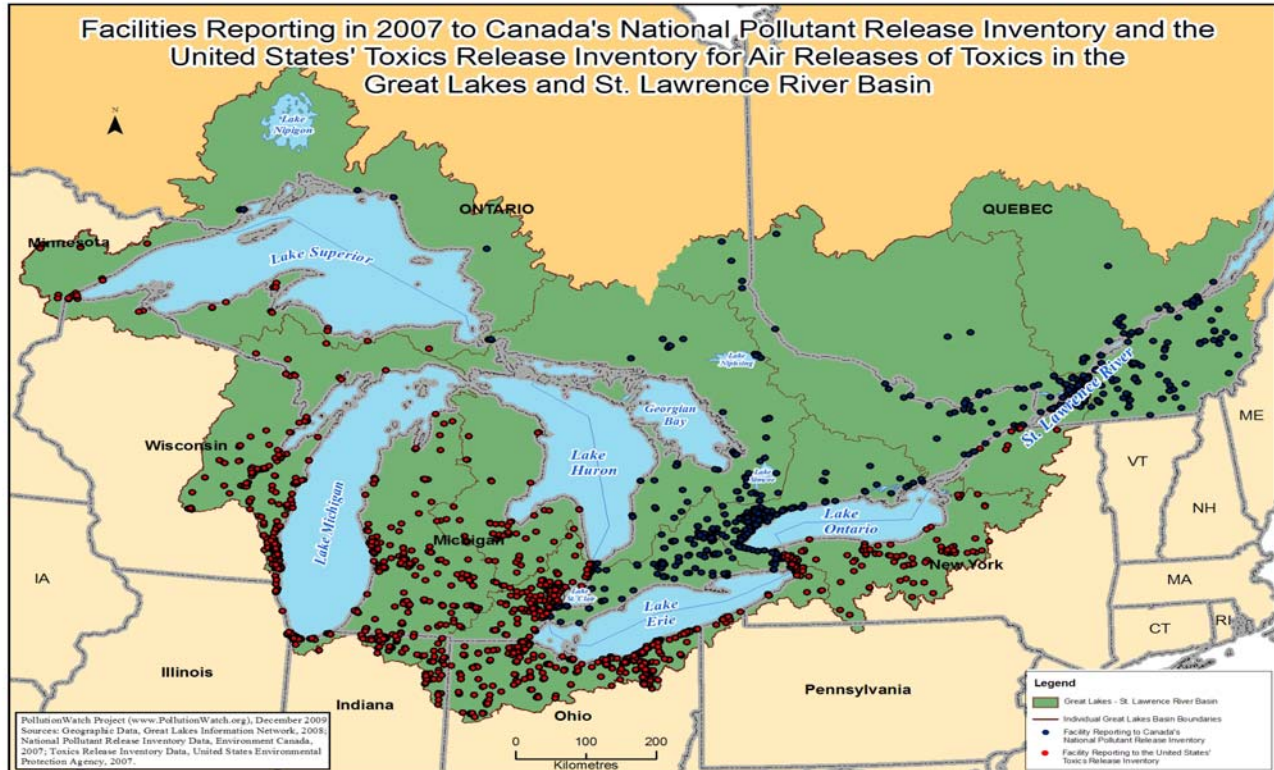 Facilities Reporting in 2007 to Canada's National Pollutant Release Inventory and the
United States' Toxics Release Inventory for Air Releases of Toxics in the
Great Lakes and St. Lawrence River Basin
N
Lake
Nipigon
ONTARIO
QUEBEC
Minnesota
Lake Superior
Lake
Nipissing
St. Lawrence River
Georgian
Bay
ME
Wisconsin
Lake
Huron
VT
Lake
Simcoe
NH
Lake Michigan
Lake
Ontario
Michigan
New York
IA
MA
Lake
St. Clair
Lake
Erie
CT
RI
Illinois
Indiana
Ohio
Pennsylvania
PollutionWatch Project (www.PollutionWatch.org), December 2009
Sources: Geographic Data, Great Lakes Information Network, 2008;
National Pollutant Release Inventory Data, Environment Canada,
2007; Toxics Release Inventory Data, United States Environmental
Protection Agency, 2007.
0 100 200
Kilometres
Legend
Great Lakes - St. Lawrence River Basin
Individual Great Lakes Basin Boundaries
Facility Reporting to Canada's
National Pollutant Release Inventory
Facility Reporting to the United States'
Toxics Release Inventory